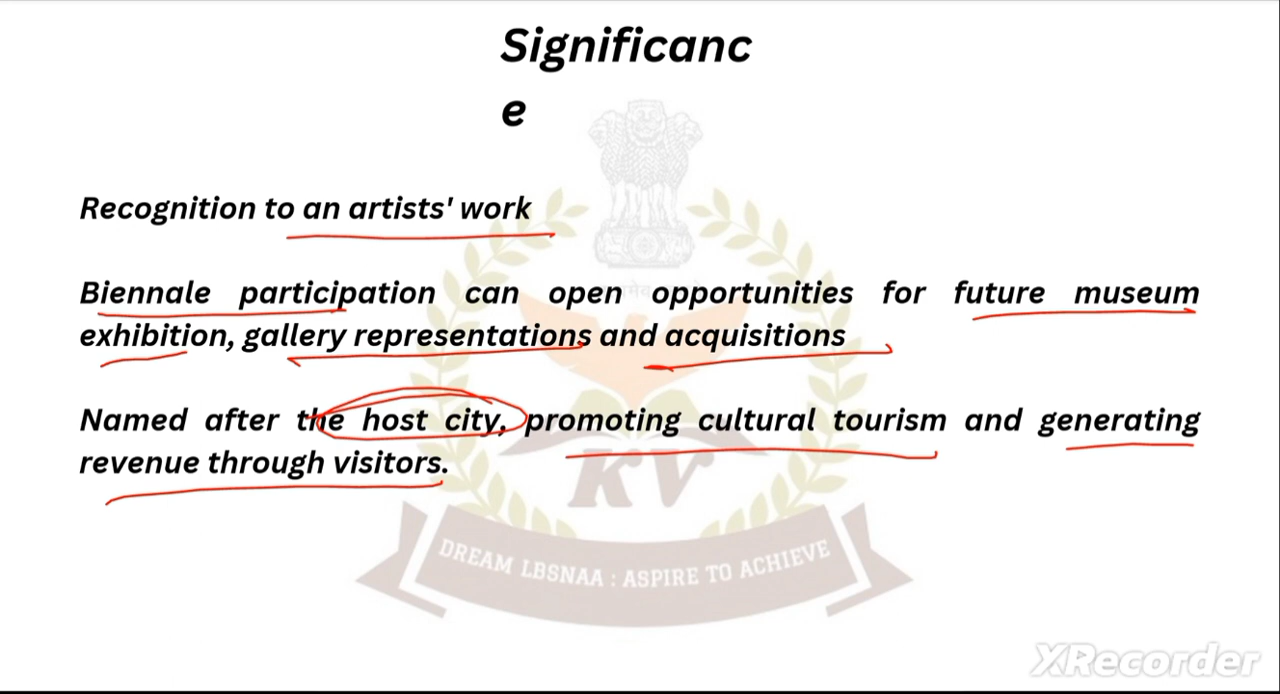 Significanc
e
Recognition to an artists' work
Biennale participation can open opportunities for future museum
exhibition, gallery representations and acquisitions
Named after the host city, promoting cultural tourism and generating
revenue through visitors.
KV
DREAM LBSNAA : ASPIRE TO ACHIEVE
XRecorder